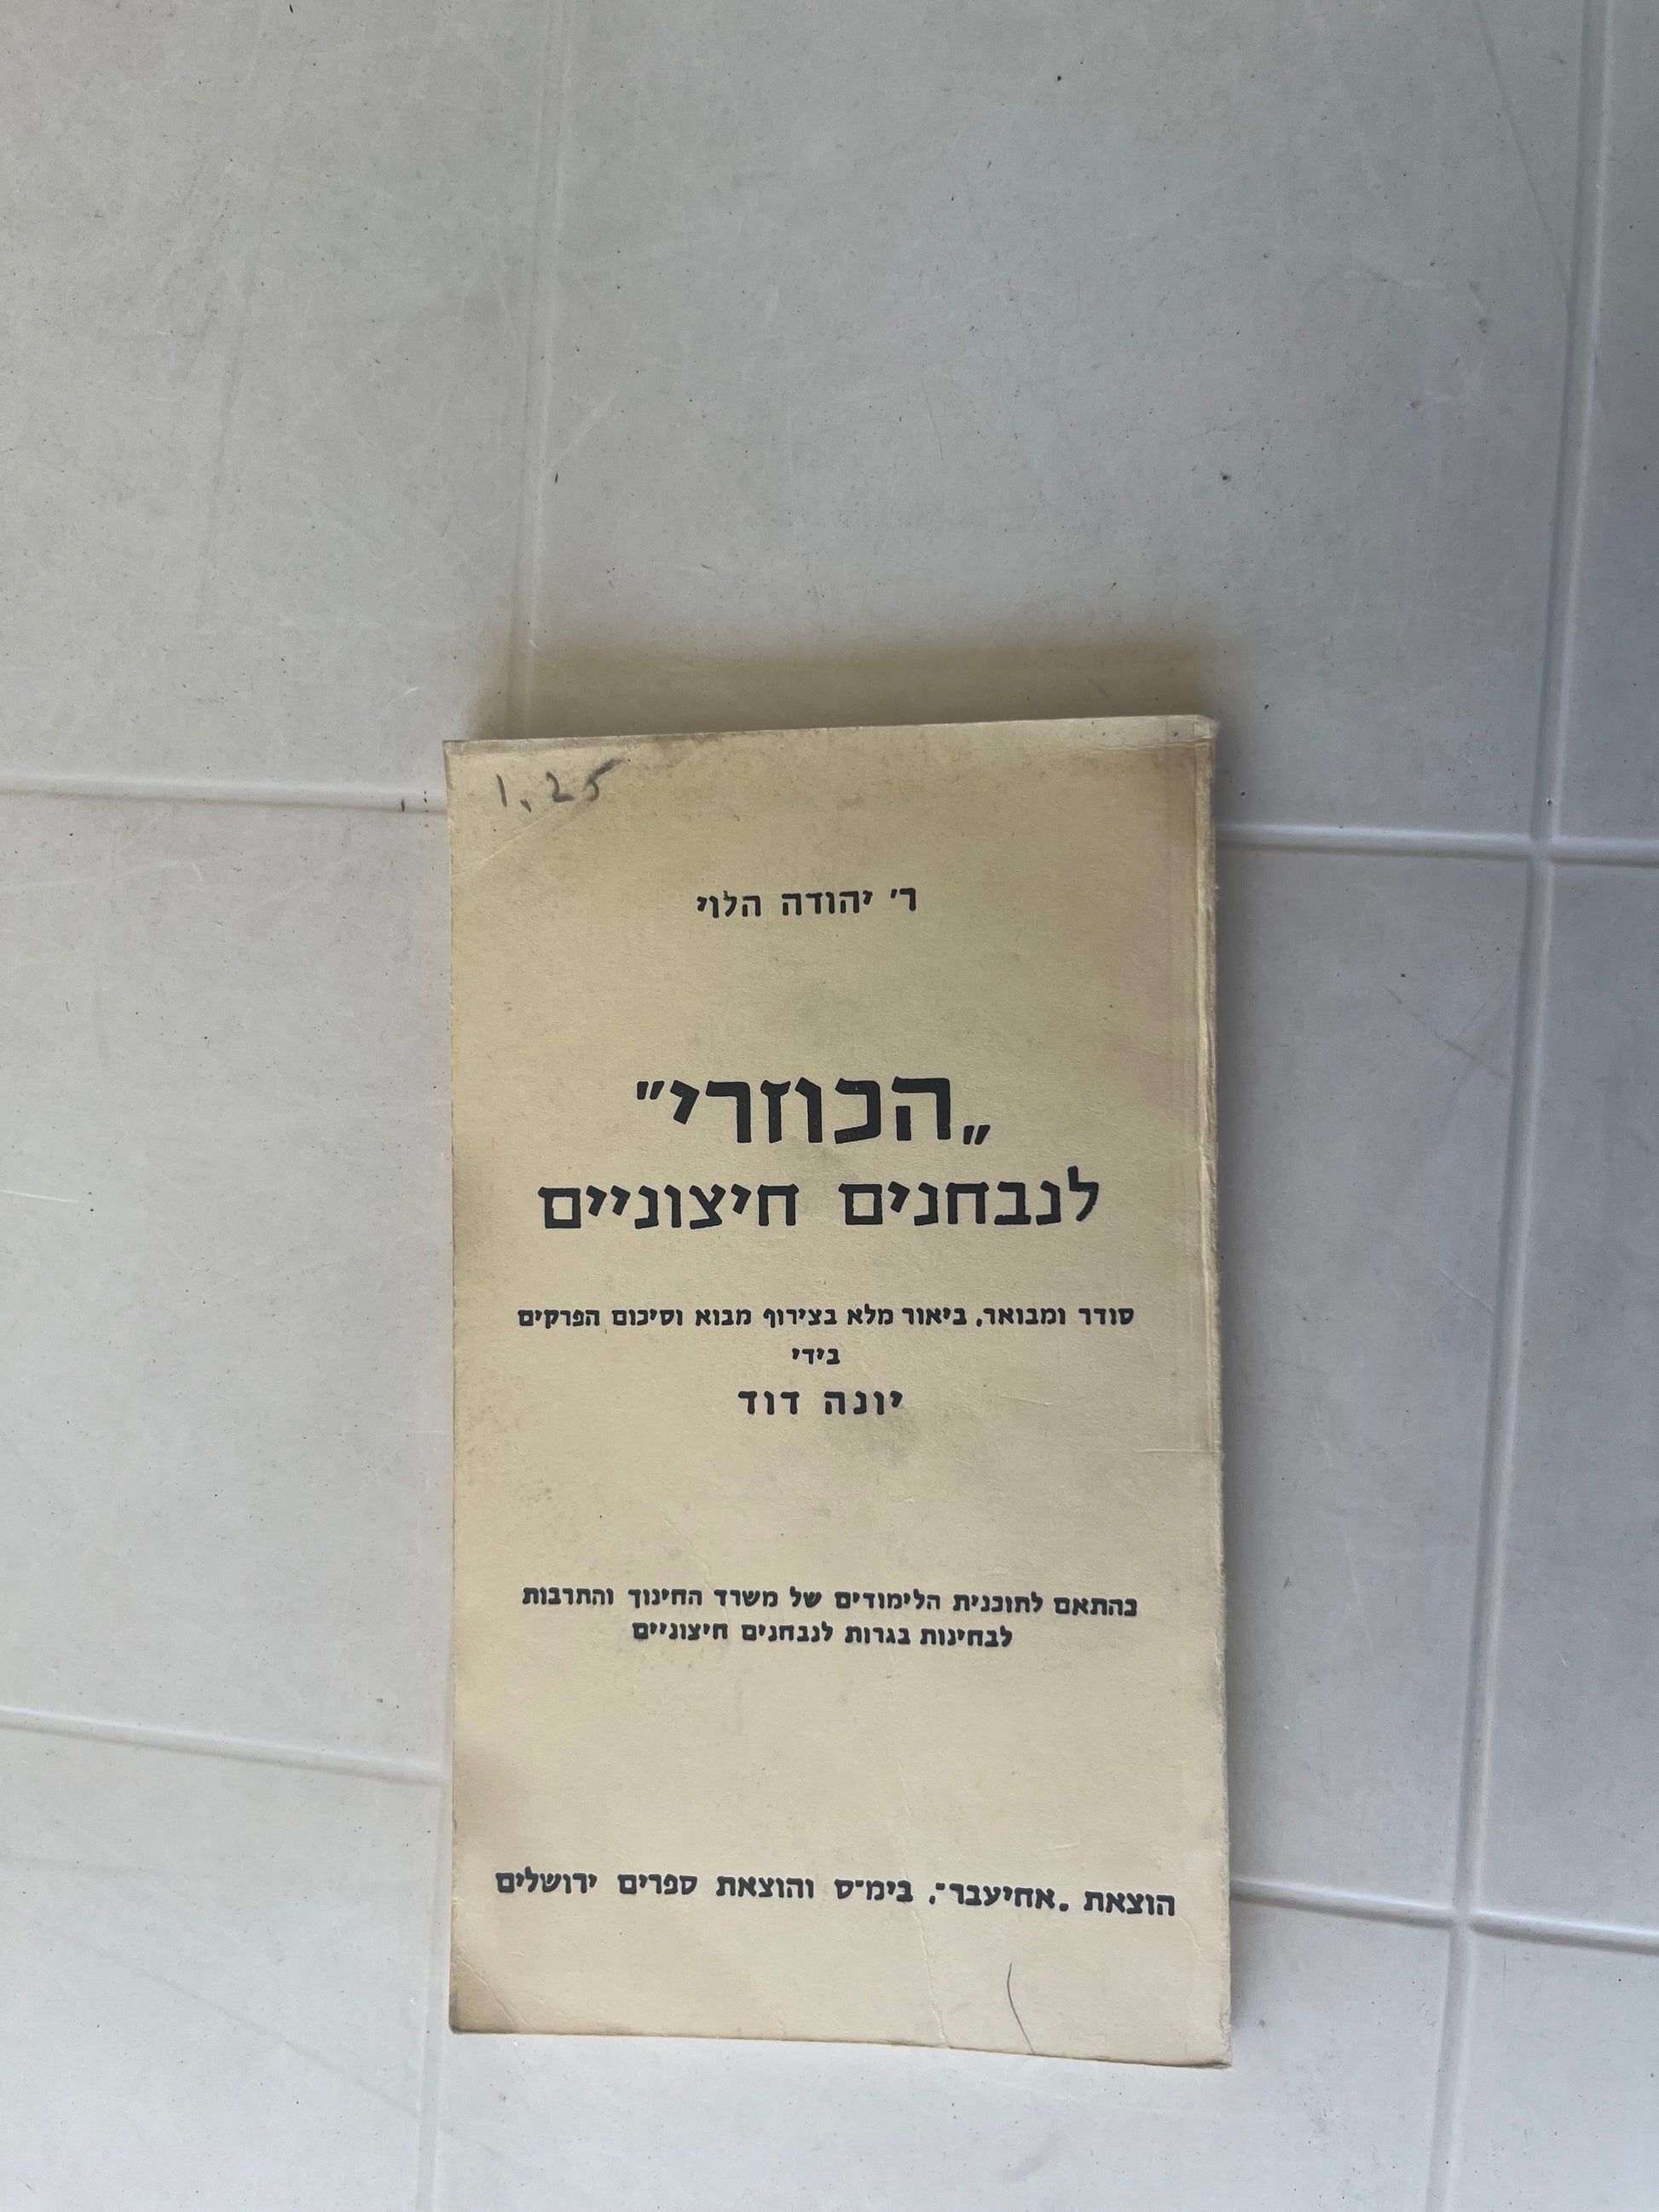 1.25
ר׳ יהודה הלוי
„הכוזרי״
לנבחנים חיצוניים
סודר ומבואר. ביאור מלא בצירוף מבוא וסיכום הפרקים
בידי
יונה דוד
בהתאם לתוכנית הלימודים של משרד החינוך והתרבות
לבחינות בגרות לנבחנים חיצוניים
הוצאת „אחיעבר״, בימ״ס והוצאת ספרים ירושלים